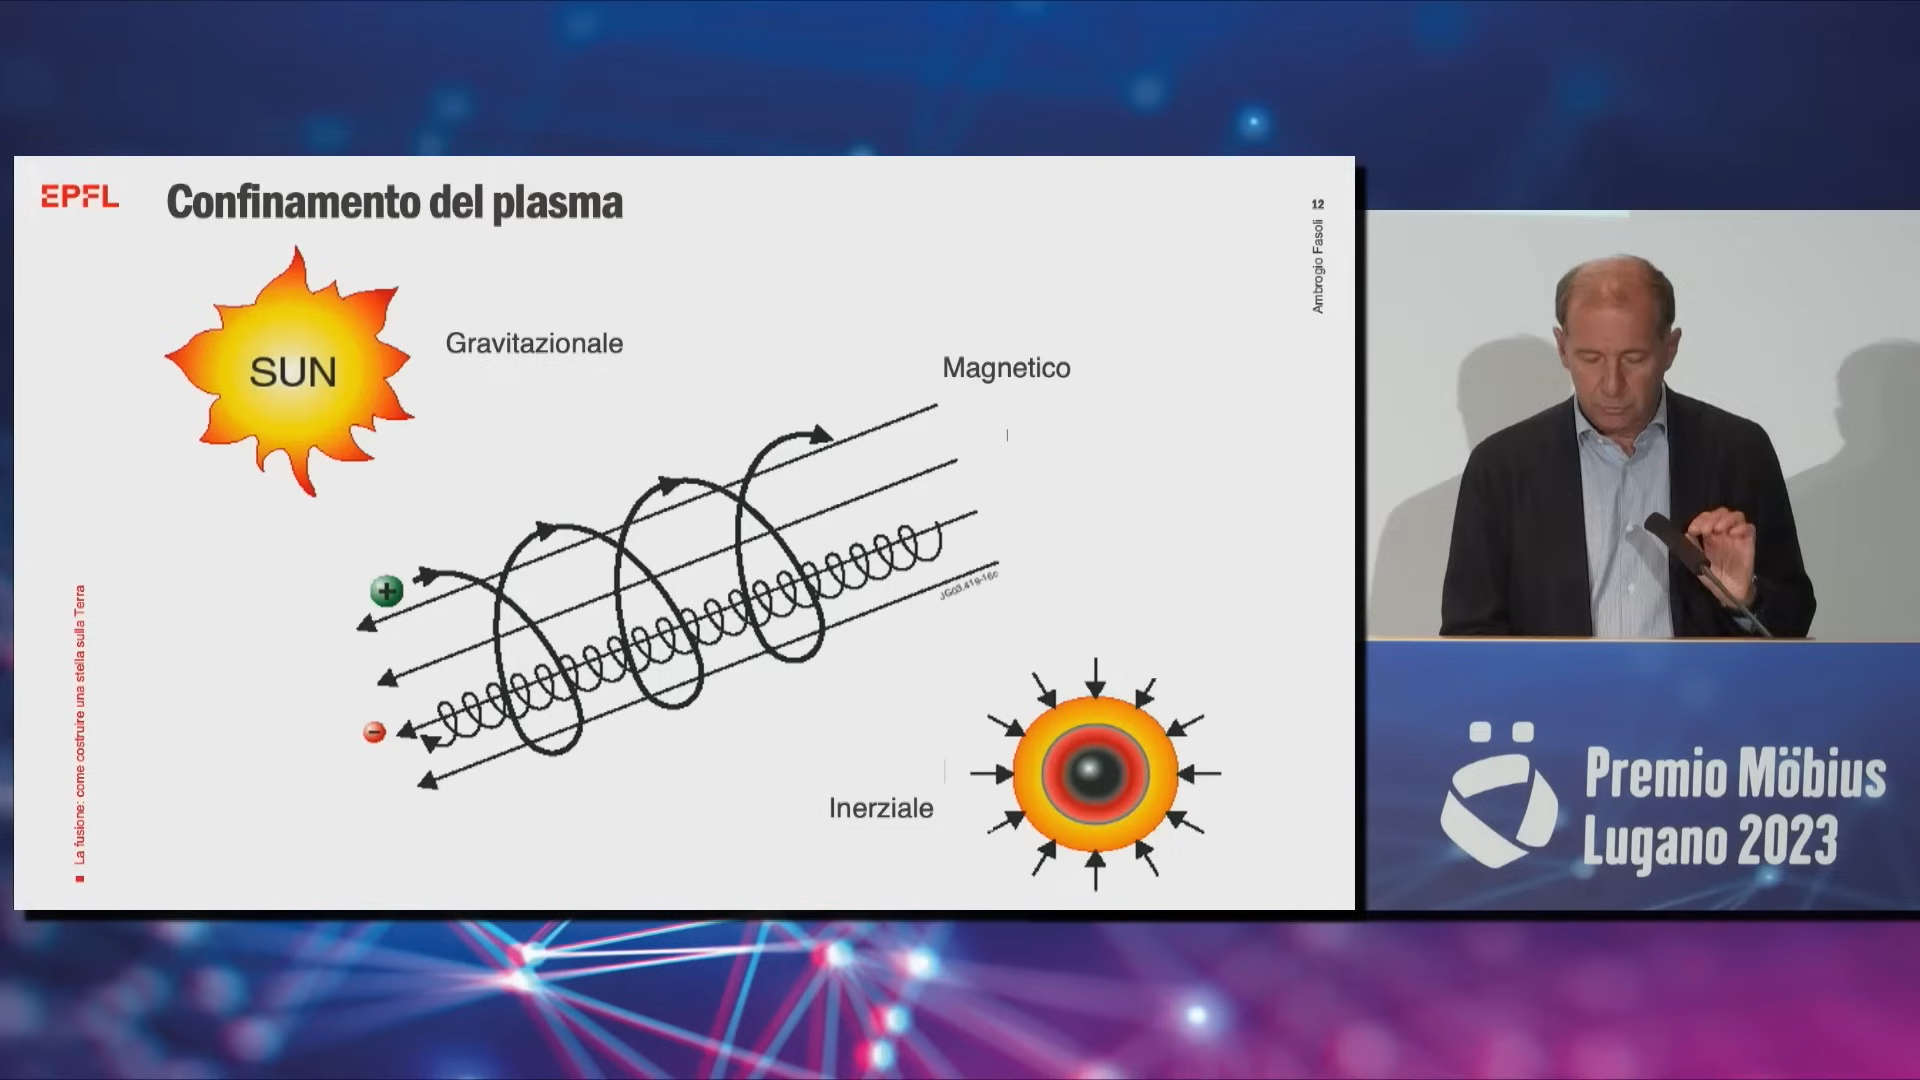 EPFL
Confinamento del plasma
12
Ambrogio Fasoli
SUN
Gravitazionale
Magnetico
+
-
JG03.419-16c
Inerziale
La fusione: come costruire una stella sulla Terra
Premio Möbius
Lugano 2023